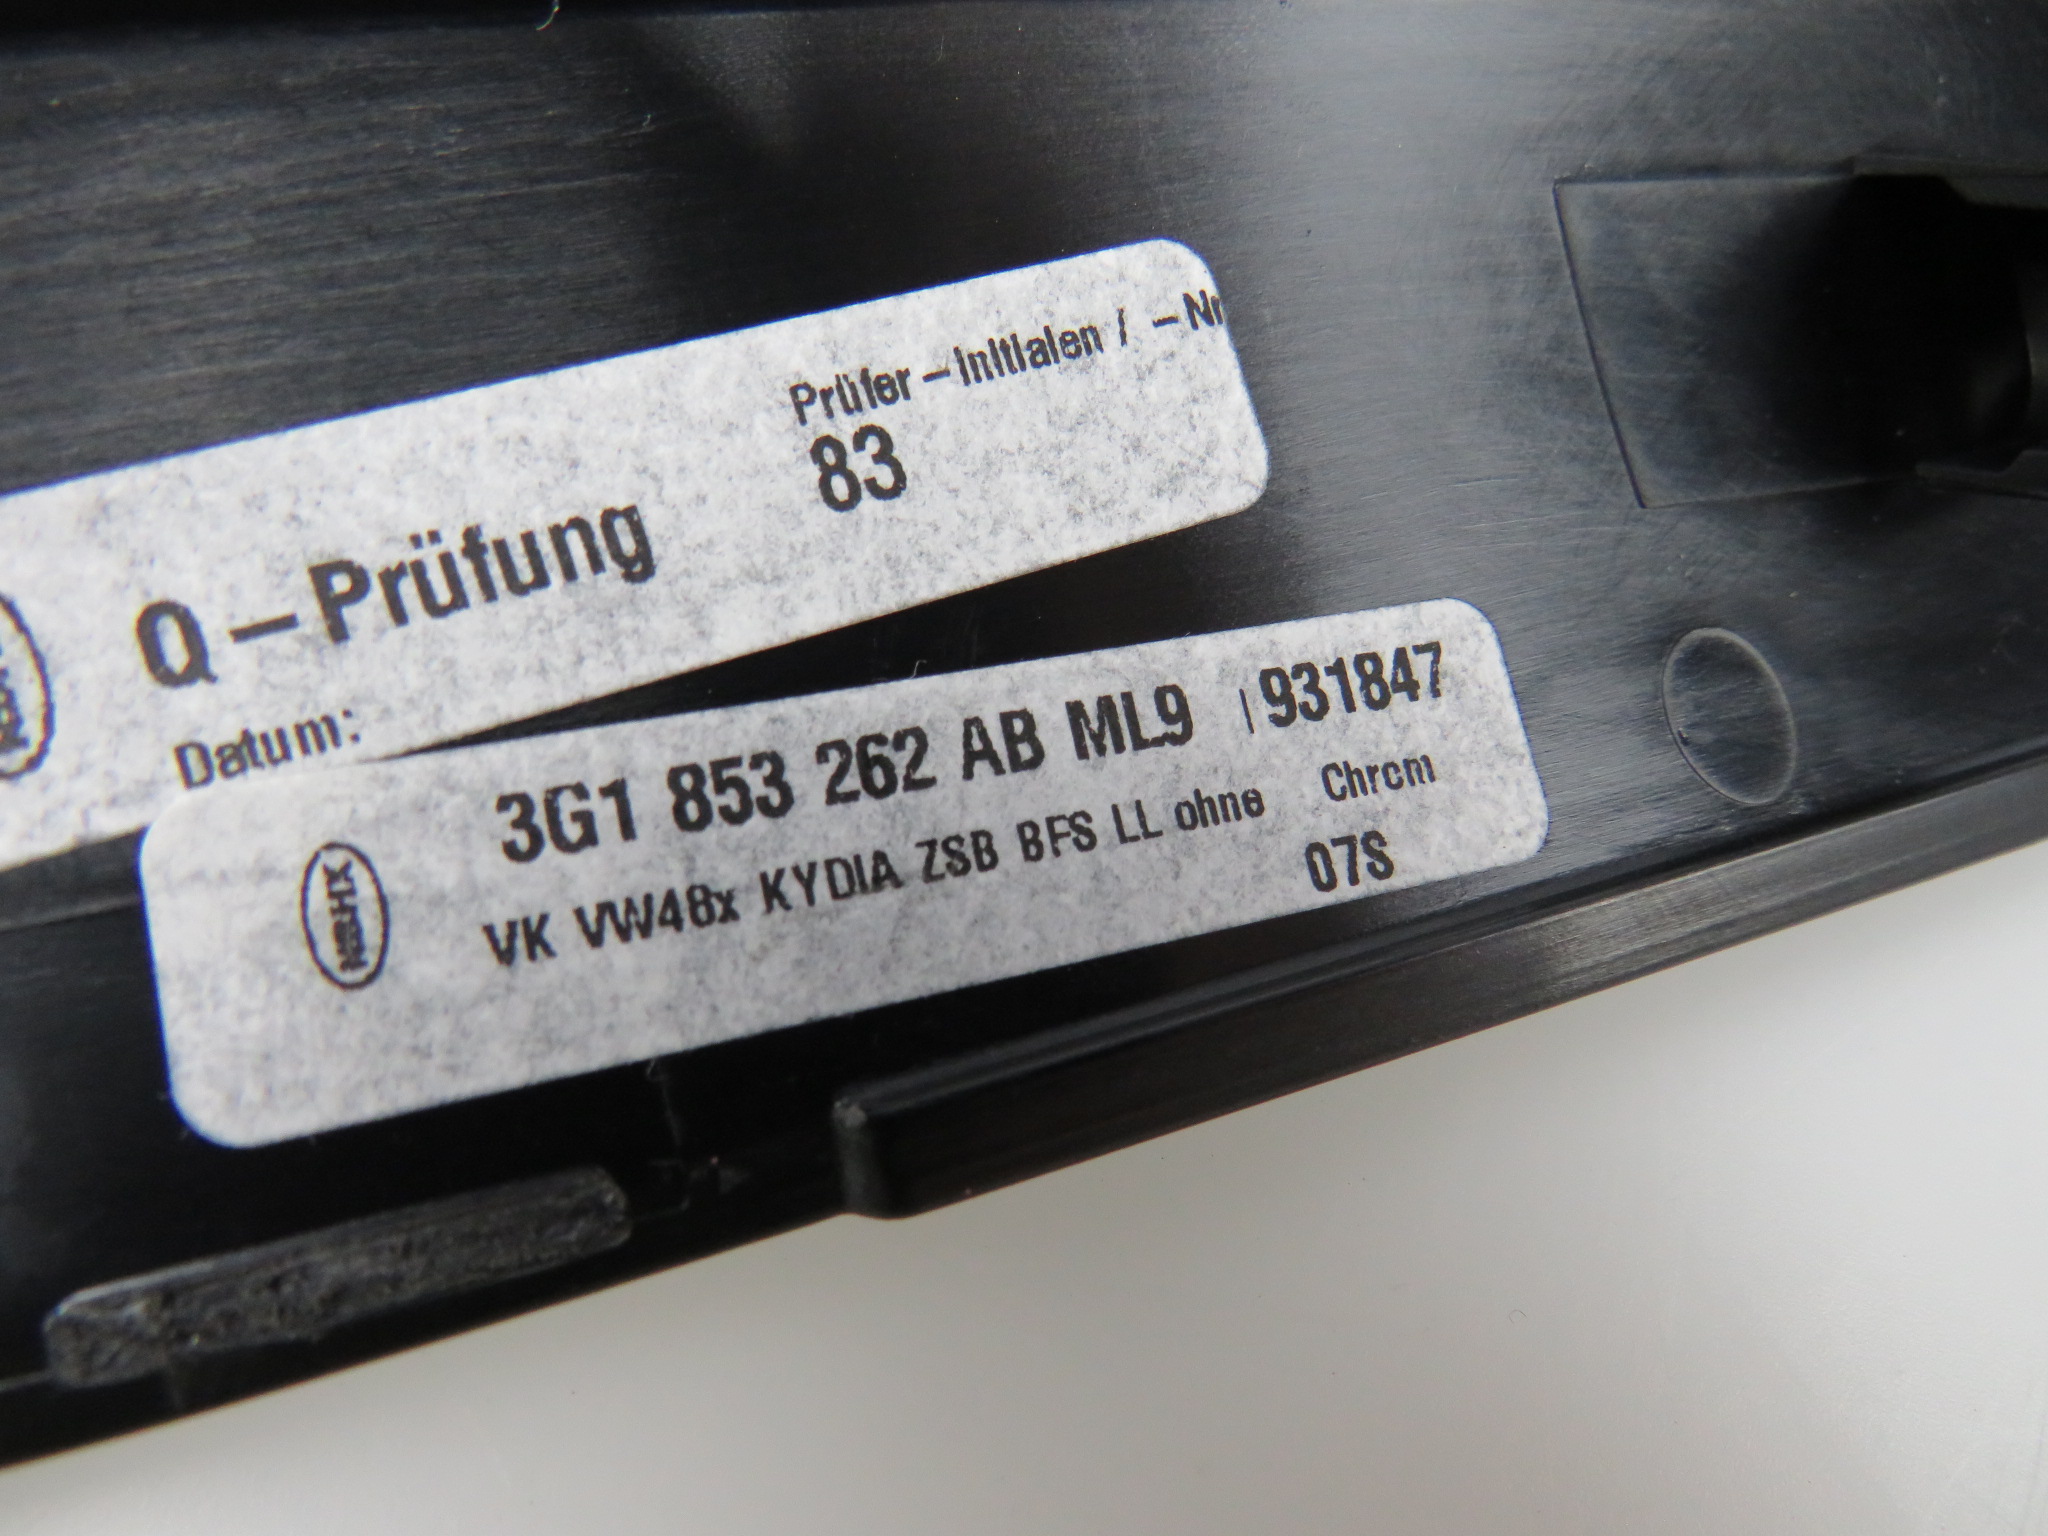 Prüfer-Initialen / -Nr
Q-Prüfung 83
Datum:
3G1 853 262 AB ML9 931847
VK VW48x KYDIA ZSB BFS LL ohne Chrom
07S